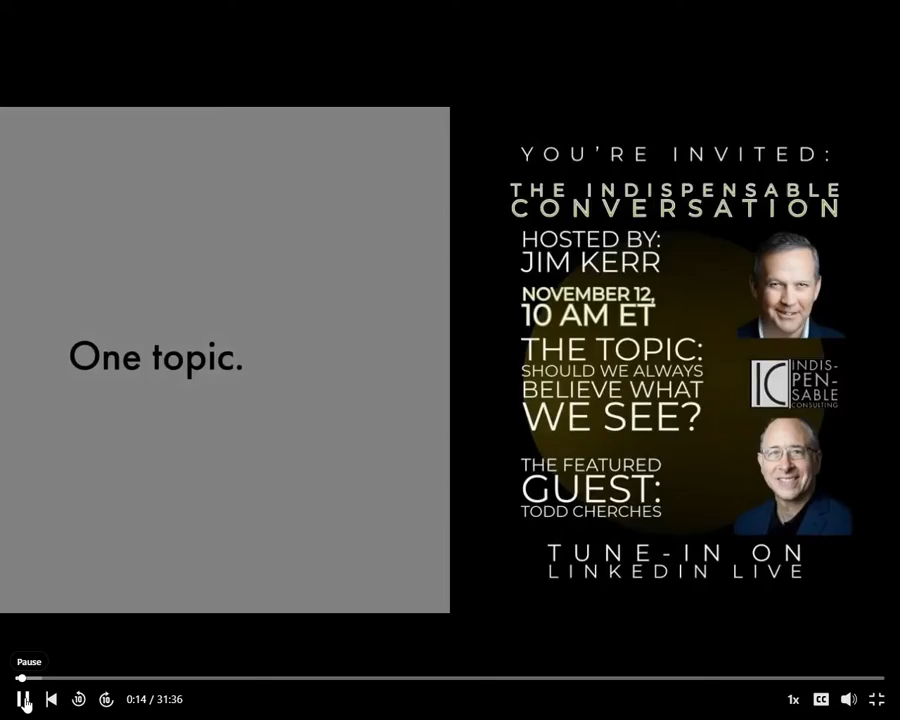 One topic.
YOU'RE INVITED:
THE INDISPENSABLE
CONVERSATION
HOSTED BY:
JIM KERR
NOVEMBER 12,
10 AM ET
THE TOPIC:
SHOULD WE ALWAYS
BELIEVE WHAT
WE SEE?
IC
INDIS-
PEN-
SABLE
CONSULTING
THE FEATURED
GUEST:
TODD CHERCHES
TUNE-IN ON
LINKEDIN LIVE
Pause
10 10 0:14 / 31:36 1x CC